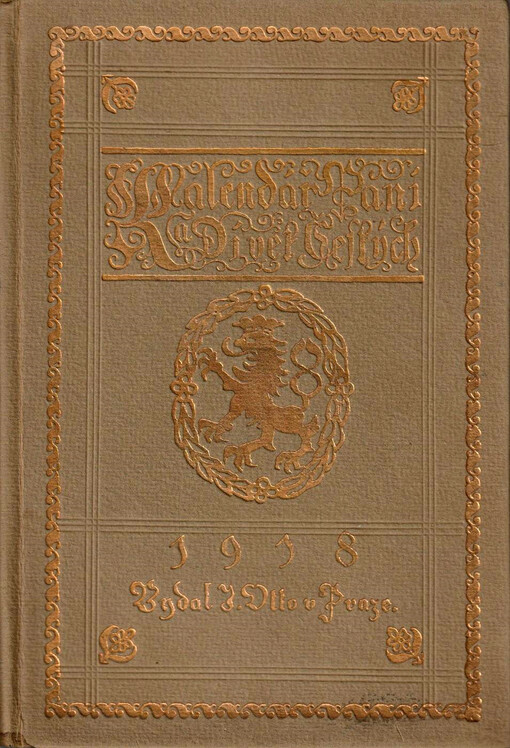 Kalendář Paní
a Dívek Českých
1918
Vydal J. Otto v Praze.